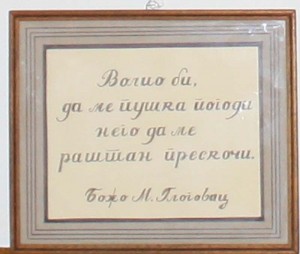 Волио би,
да ме пушка погоди
него да ме
раштан прескочи.
Божо М. Глоговац